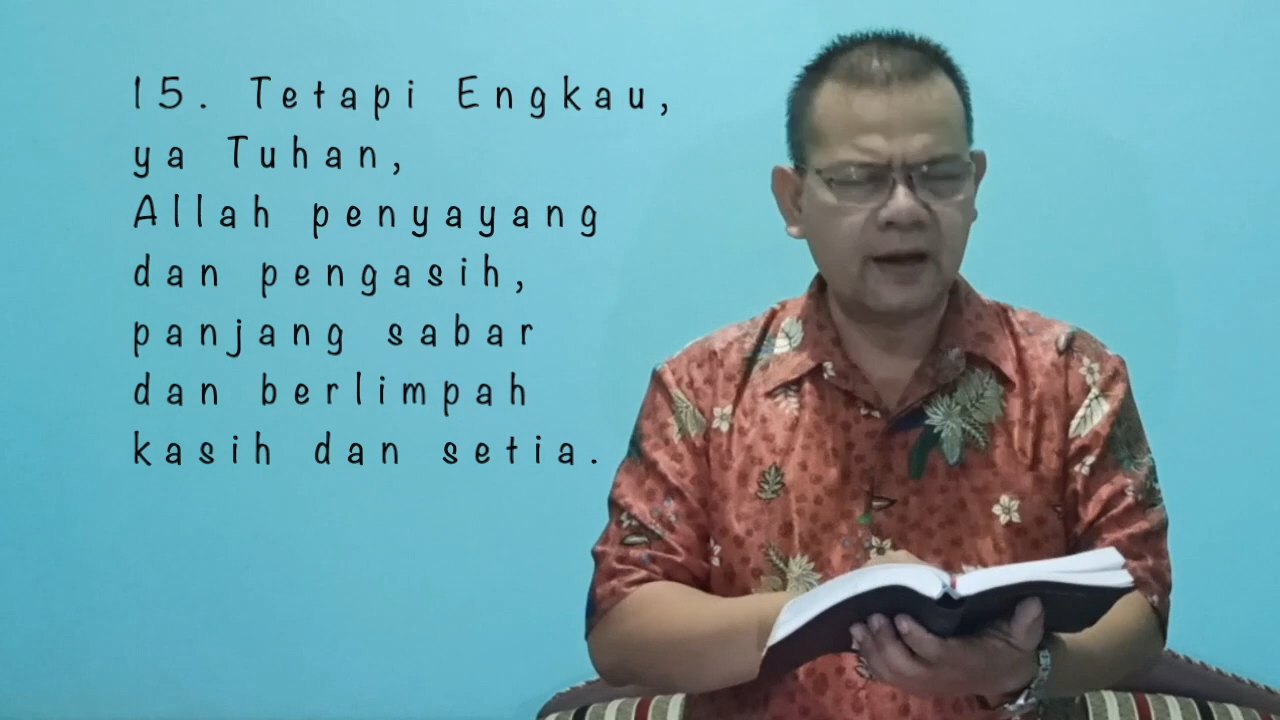 15. Tetapi Engkau,
ya Tuhan,
Allah penyayang
dan pengasih,
panjang sabar
dan berlimpah
kasih dan setia.